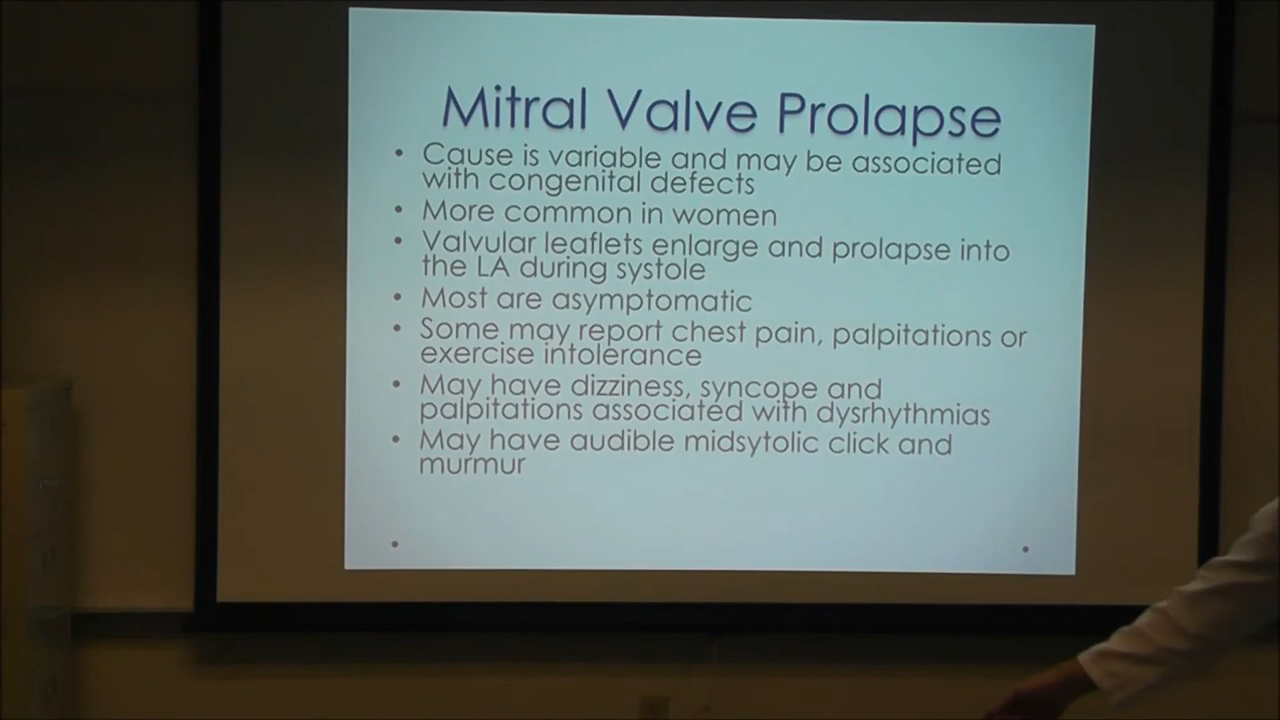 Mitral Valve Prolapse
• Cause is variable and may be associated
with congenital defects
• More common in women
• Valvular leaflets enlarge and prolapse into
the LA during systole
• Most are asymptomatic
• Some may report chest pain, palpitations or
exercise intolerance
• May have dizziness, syncope and
palpitations associated with dysrhythmias
• May have audible midsytolic click and
murmur